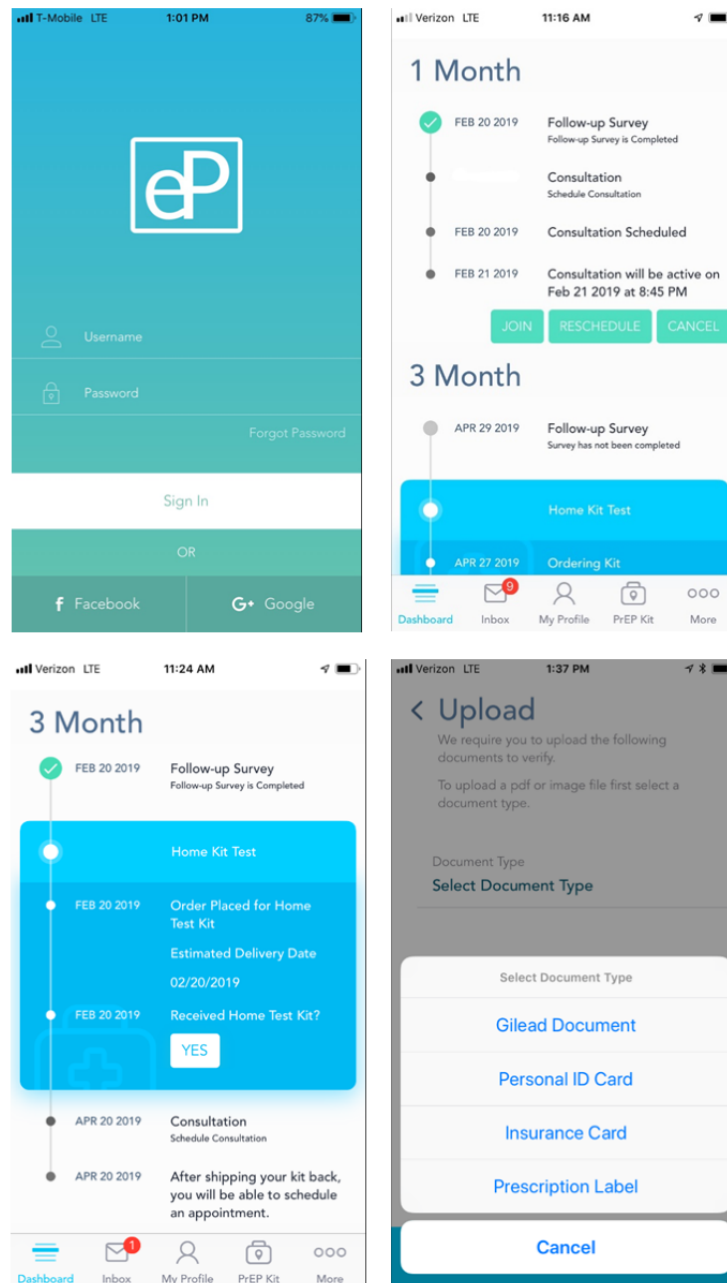 T-Mobile LTE 1:01 PM 87%
eP
Username
Password
Forgot Password
Sign In
OR
f Facebook
G+ Google
Verizon LTE 11:16 AM
1 Month
FEB 20 2019 Follow-up Survey
Follow-up Survey is Completed
Consultation
Schedule Consultation
FEB 20 2019 Consultation Scheduled
FEB 21 2019 Consultation will be active on
Feb 21 2019 at 8:45 PM
JOIN RESCHEDULE CANCEL
3 Month
APR 29 2019 Follow-up Survey
Survey has not been completed
Home Kit Test
APR 27 2019 Ordering Kit
9
Dashboard Inbox My Profile PrEP Kit More
Verizon LTE 11:24 AM
3 Month
FEB 20 2019 Follow-up Survey
Follow-up Survey is Completed
Home Kit Test
FEB 20 2019 Order Placed for Home
Test Kit
Estimated Delivery Date
02/20/2019
FEB 20 2019 Received Home Test Kit?
YES
APR 20 2019 Consultation
Schedule Consultation
APR 20 2019 After shipping your kit back,
you will be able to schedule
an appointment.
1
Dashboard Inbox My Profile PrEP Kit More
Verizon LTE 1:37 PM
Upload
We require you to upload the following
documents to verify.
To upload a pdf or image file first select a
document type.
Document Type
Select Document Type
Select Document Type
Gilead Document
Personal ID Card
Insurance Card
Prescription Label
Cancel